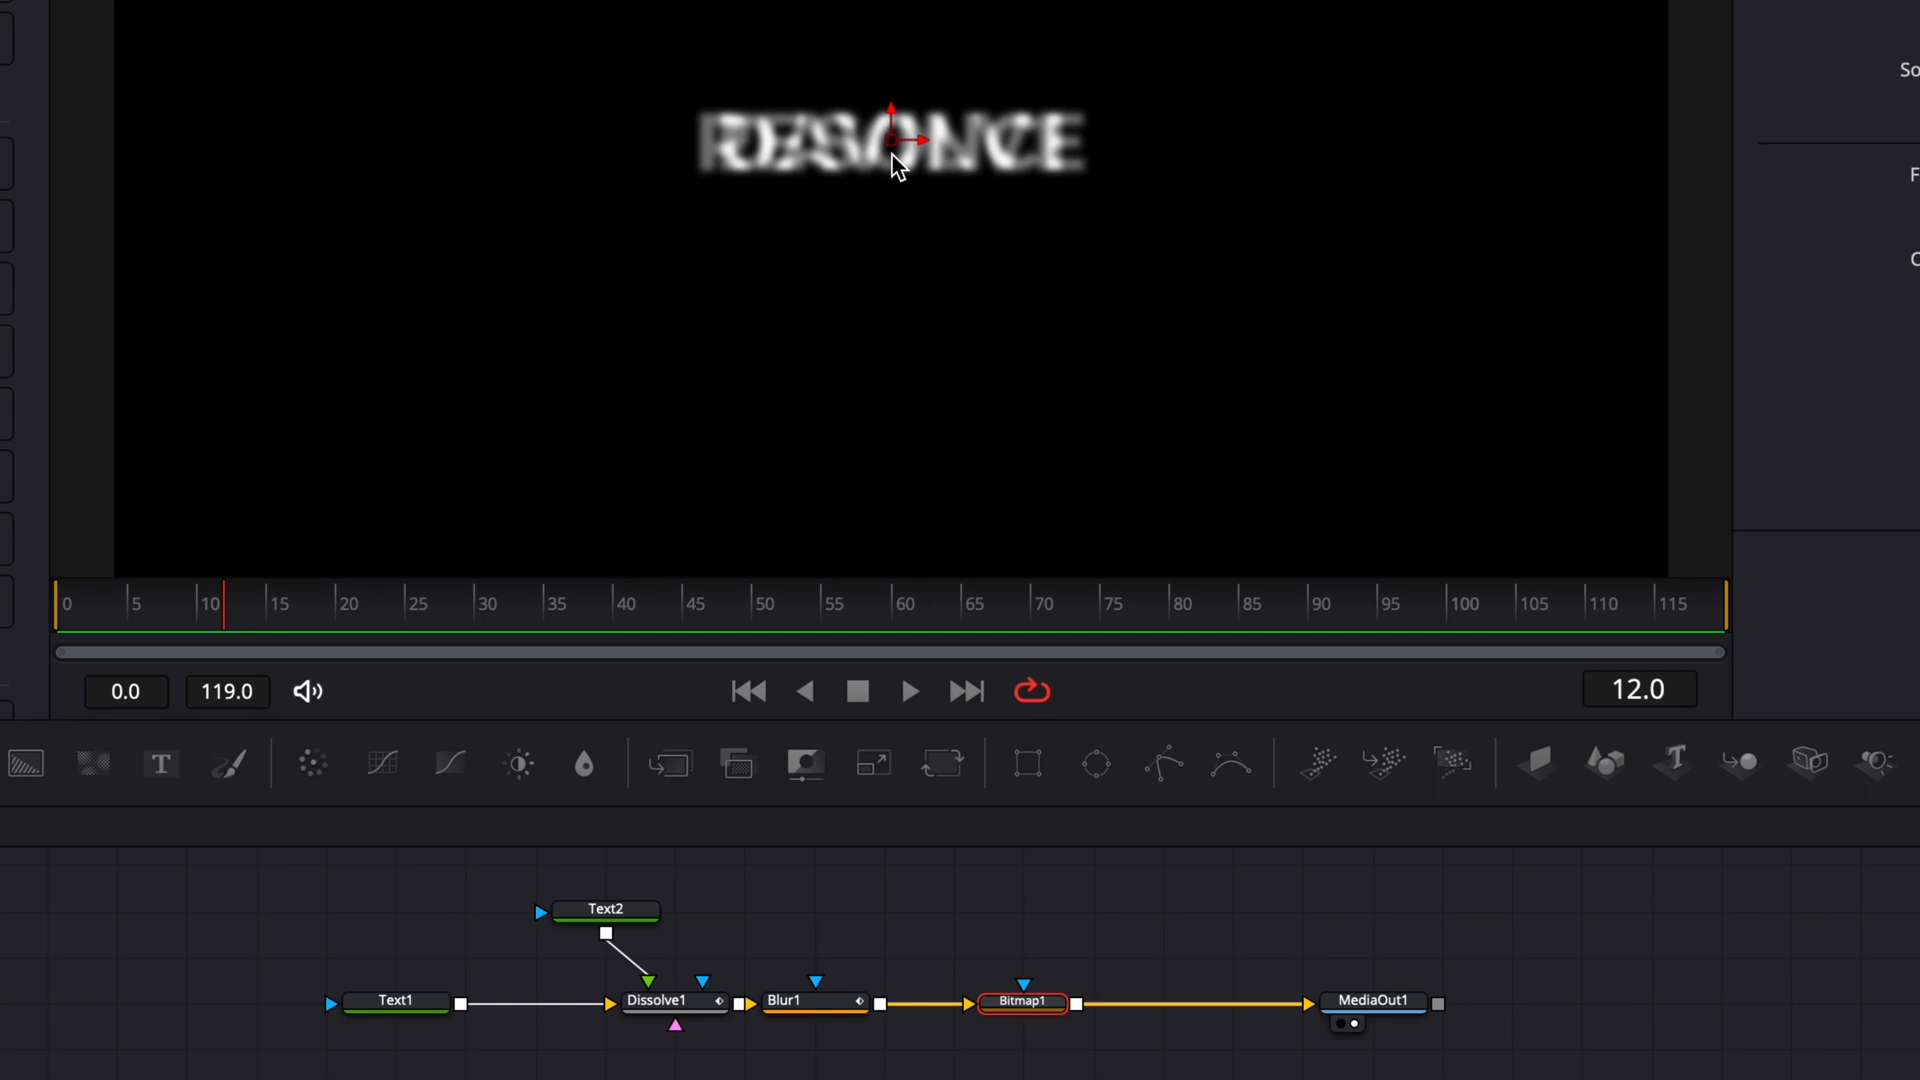 So
F
C
0 5 10 15 20 25 30 35 40 45 50 55 60 65 70 75 80 85 90 95 100 105 110 115
0.0 119.0 12.0
T T
Text2
Text1 Dissolve1 Blur1 Bitmap1 MediaOut1